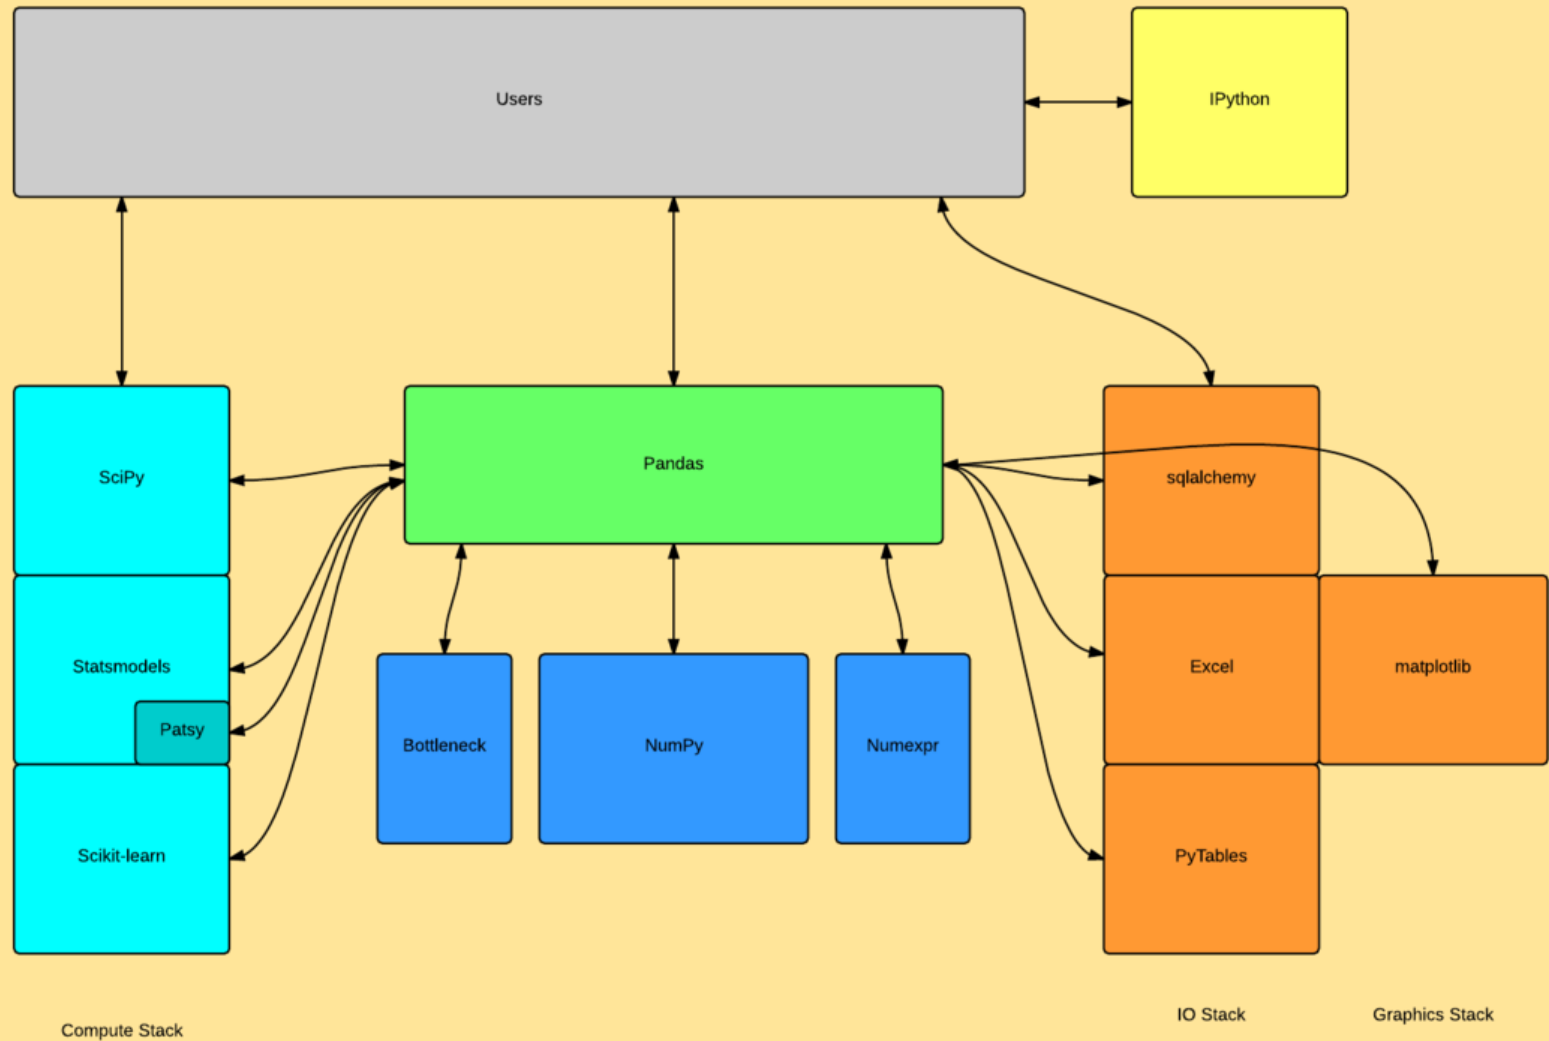 Users
IPython
SciPy
Pandas
sqlalchemy
Statsmodels
Excel
matplotlib
Patsy
Bottleneck
NumPy
Numexpr
Scikit-learn
PyTables
IO Stack
Graphics Stack
Compute Stack